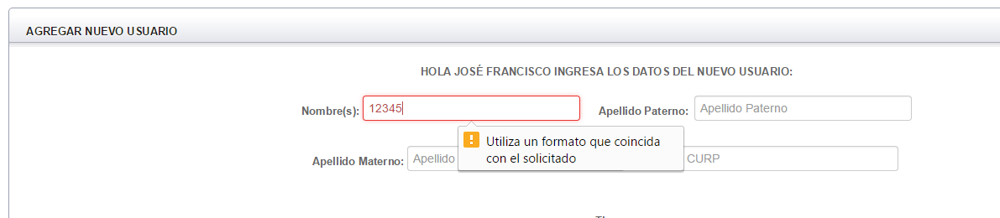 AGREGAR NUEVO USUARIO
HOLA JOSÉ FRANCISCO INGRESA LOS DATOS DEL NUEVO USUARIO:
Nombre(s): 12345 Apellido Paterno: Apellido Paterno
Utiliza un formato que coincida
con el solicitado
Apellido Materno: Apellido CURP